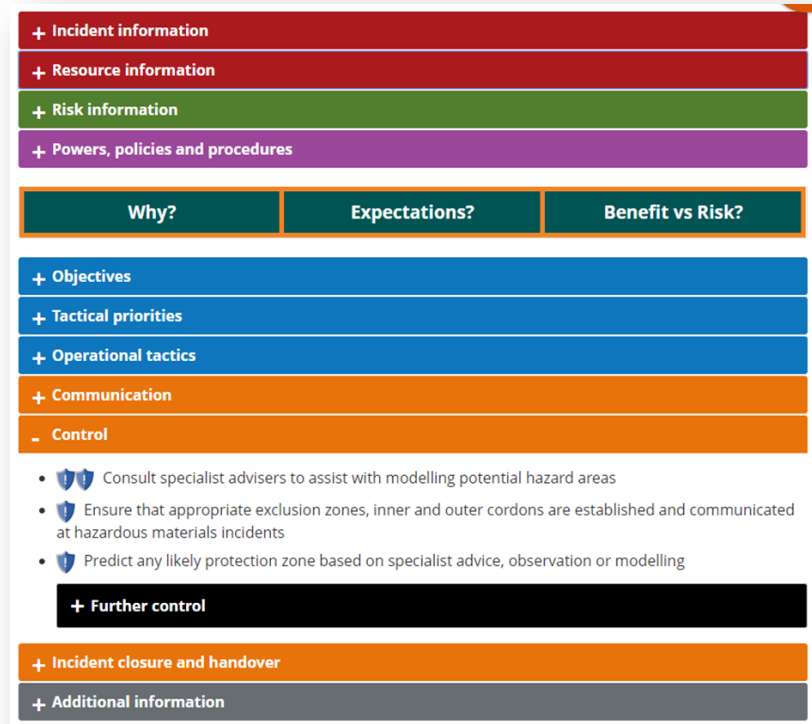 + Incident information
+ Resource information
+ Risk information
+ Powers, policies and procedures
Why? Expectations? Benefit vs Risk?
+ Objectives
+ Tactical priorities
+ Operational tactics
+ Communication
- Control
• Consult specialist advisers to assist with modelling potential hazard areas
• Ensure that appropriate exclusion zones, inner and outer cordons are established and communicated
at hazardous materials incidents
• Predict any likely protection zone based on specialist advice, observation or modelling
+ Further control
+ Incident closure and handover
+ Additional information